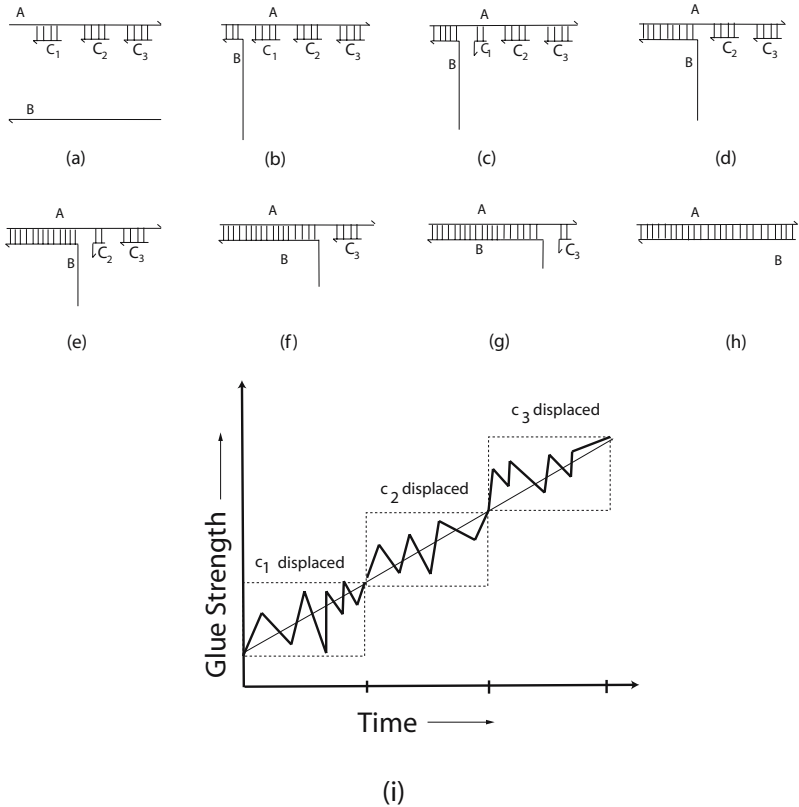 A
C1 C2 C3
B
(a)
A
B C1 C2 C3
(b)
A
B C1 C2 C3
(c)
A
B C2 C3
(d)
A
B C2 C3
(e)
A
B C3
(f)
A
B C3
(g)
A
B
(h)
c3 displaced
c2 displaced
c1 displaced
Glue Strength
Time
(i)